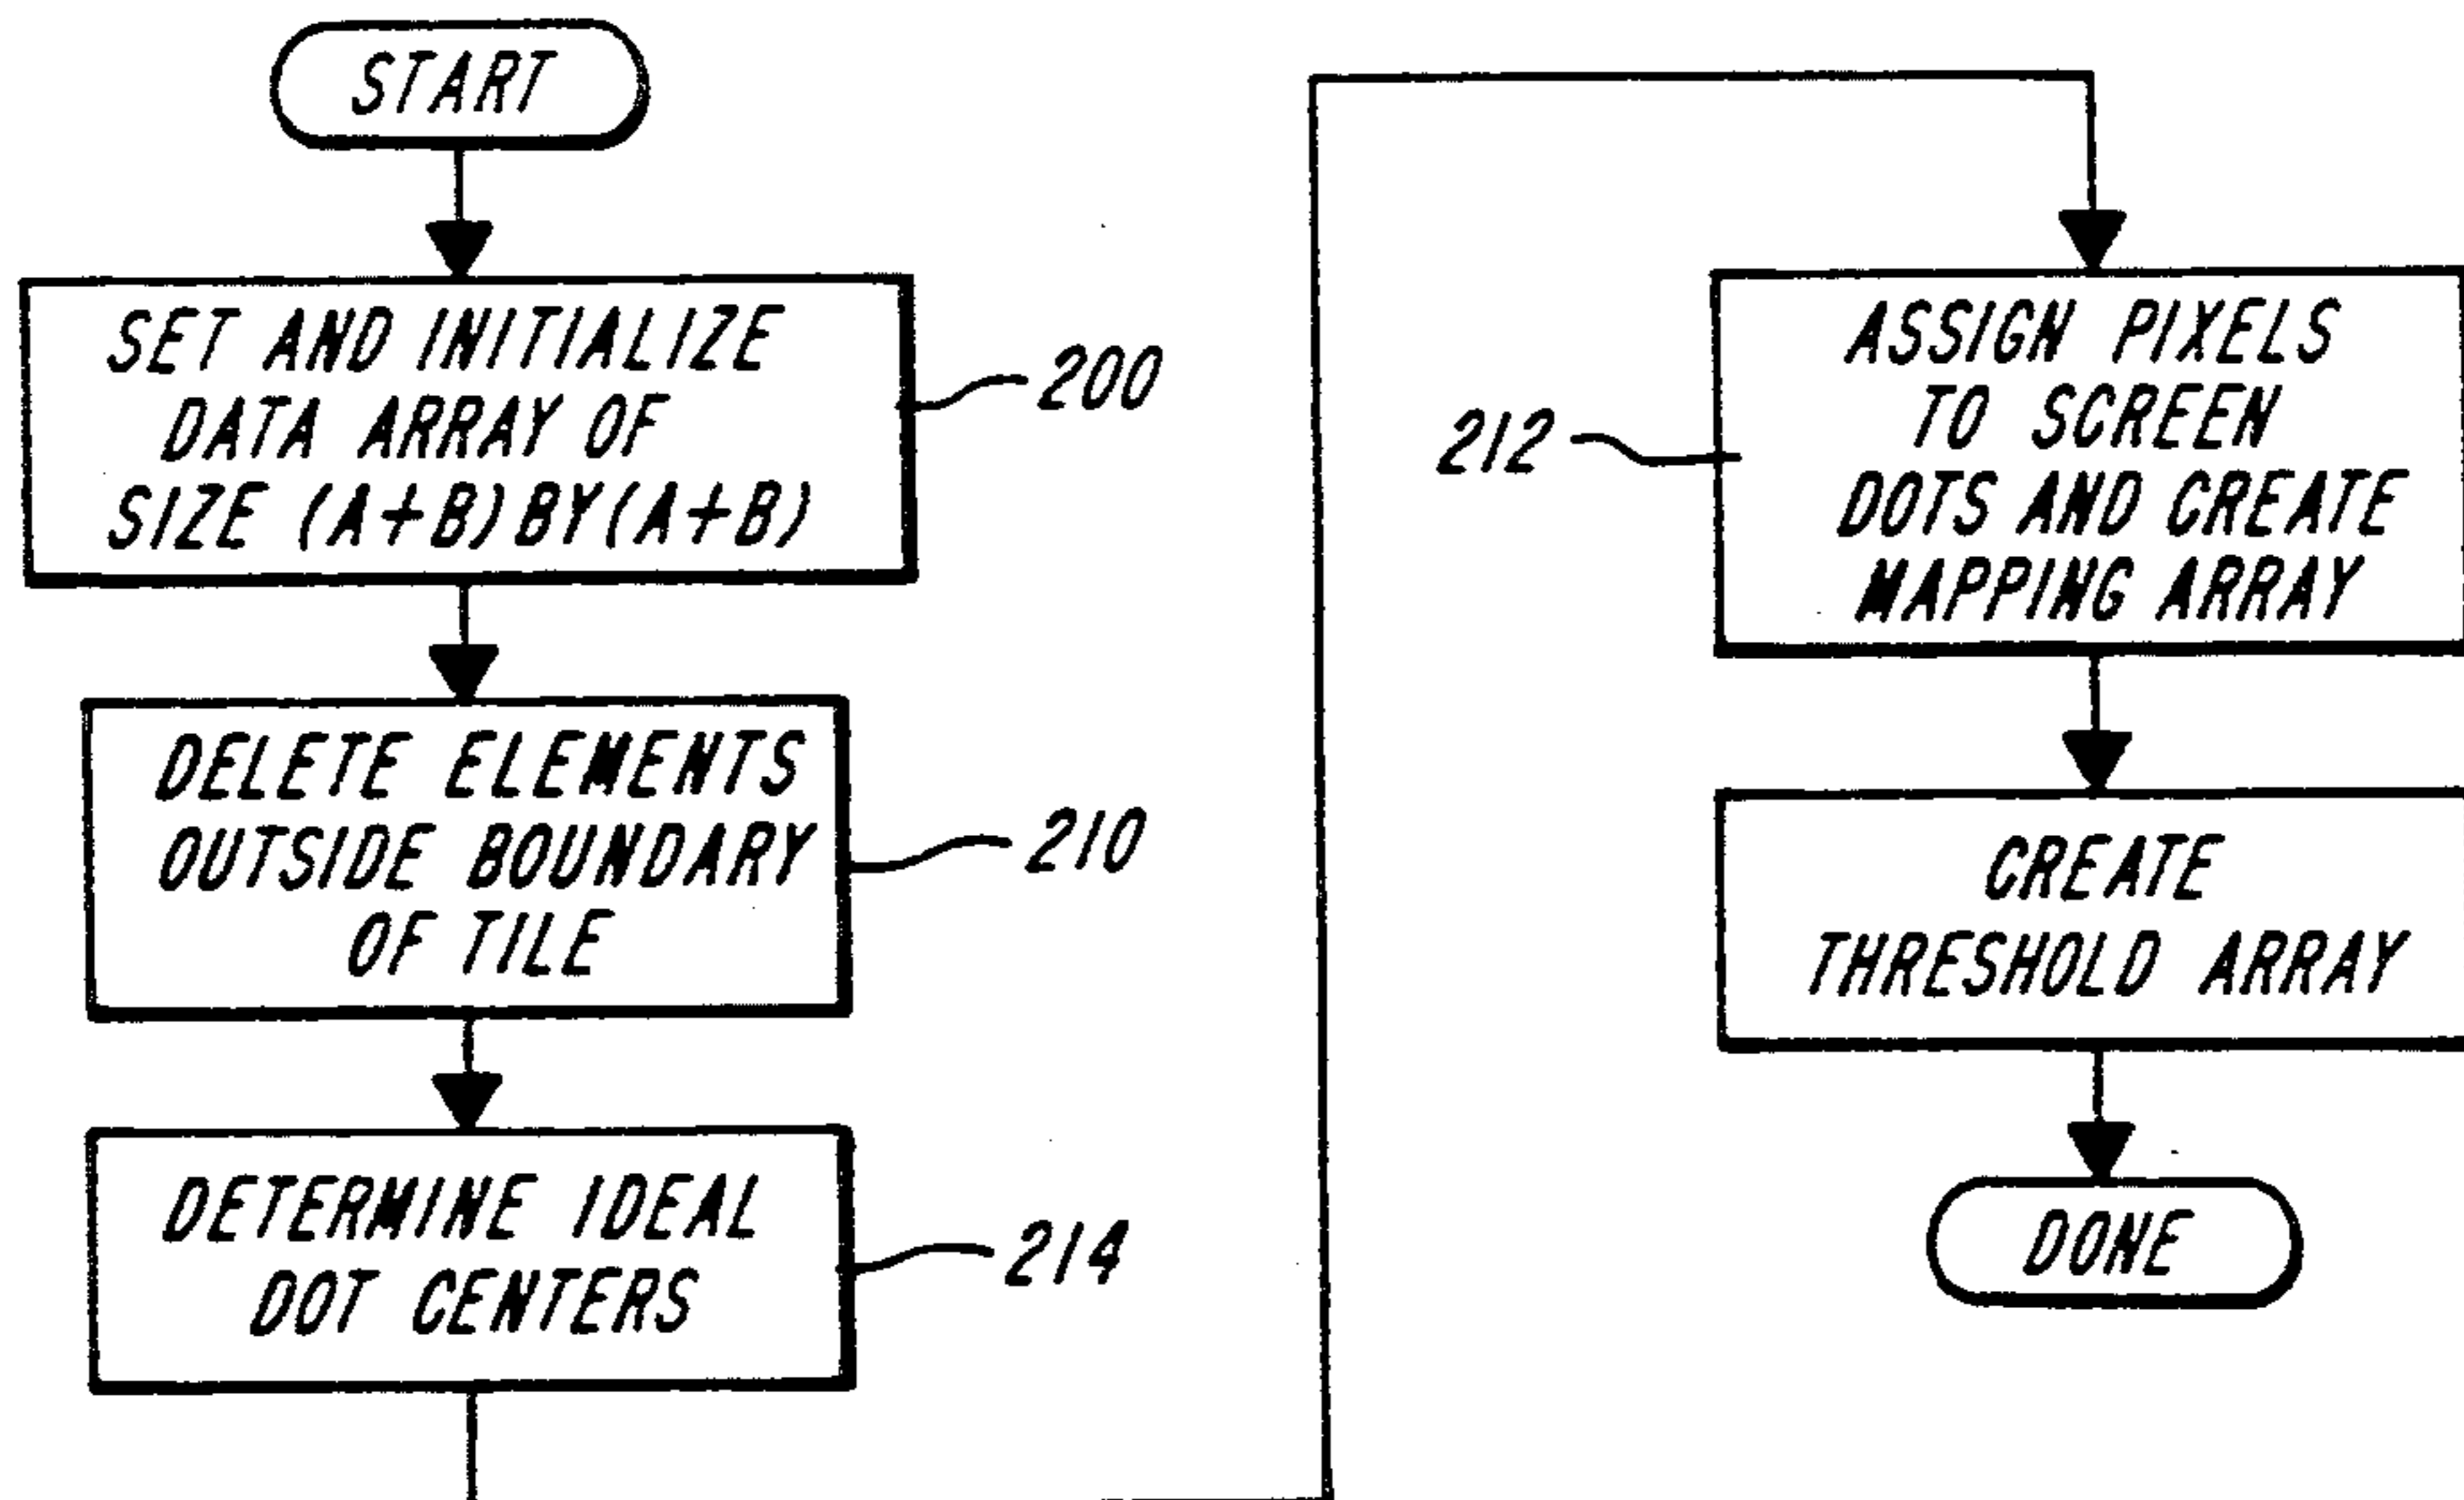 START
SET AND INITIALIZE
DATA ARRAY OF
SIZE (A+B) BY (A+B)
200
DELETE ELEMENTS
OUTSIDE BOUNDARY
OF TILE
210
DETERMINE IDEAL
DOT CENTERS
214
ASSIGN PIXELS
TO SCREEN
DOTS AND CREATE
MAPPING ARRAY
212
CREATE
THRESHOLD ARRAY
DONE